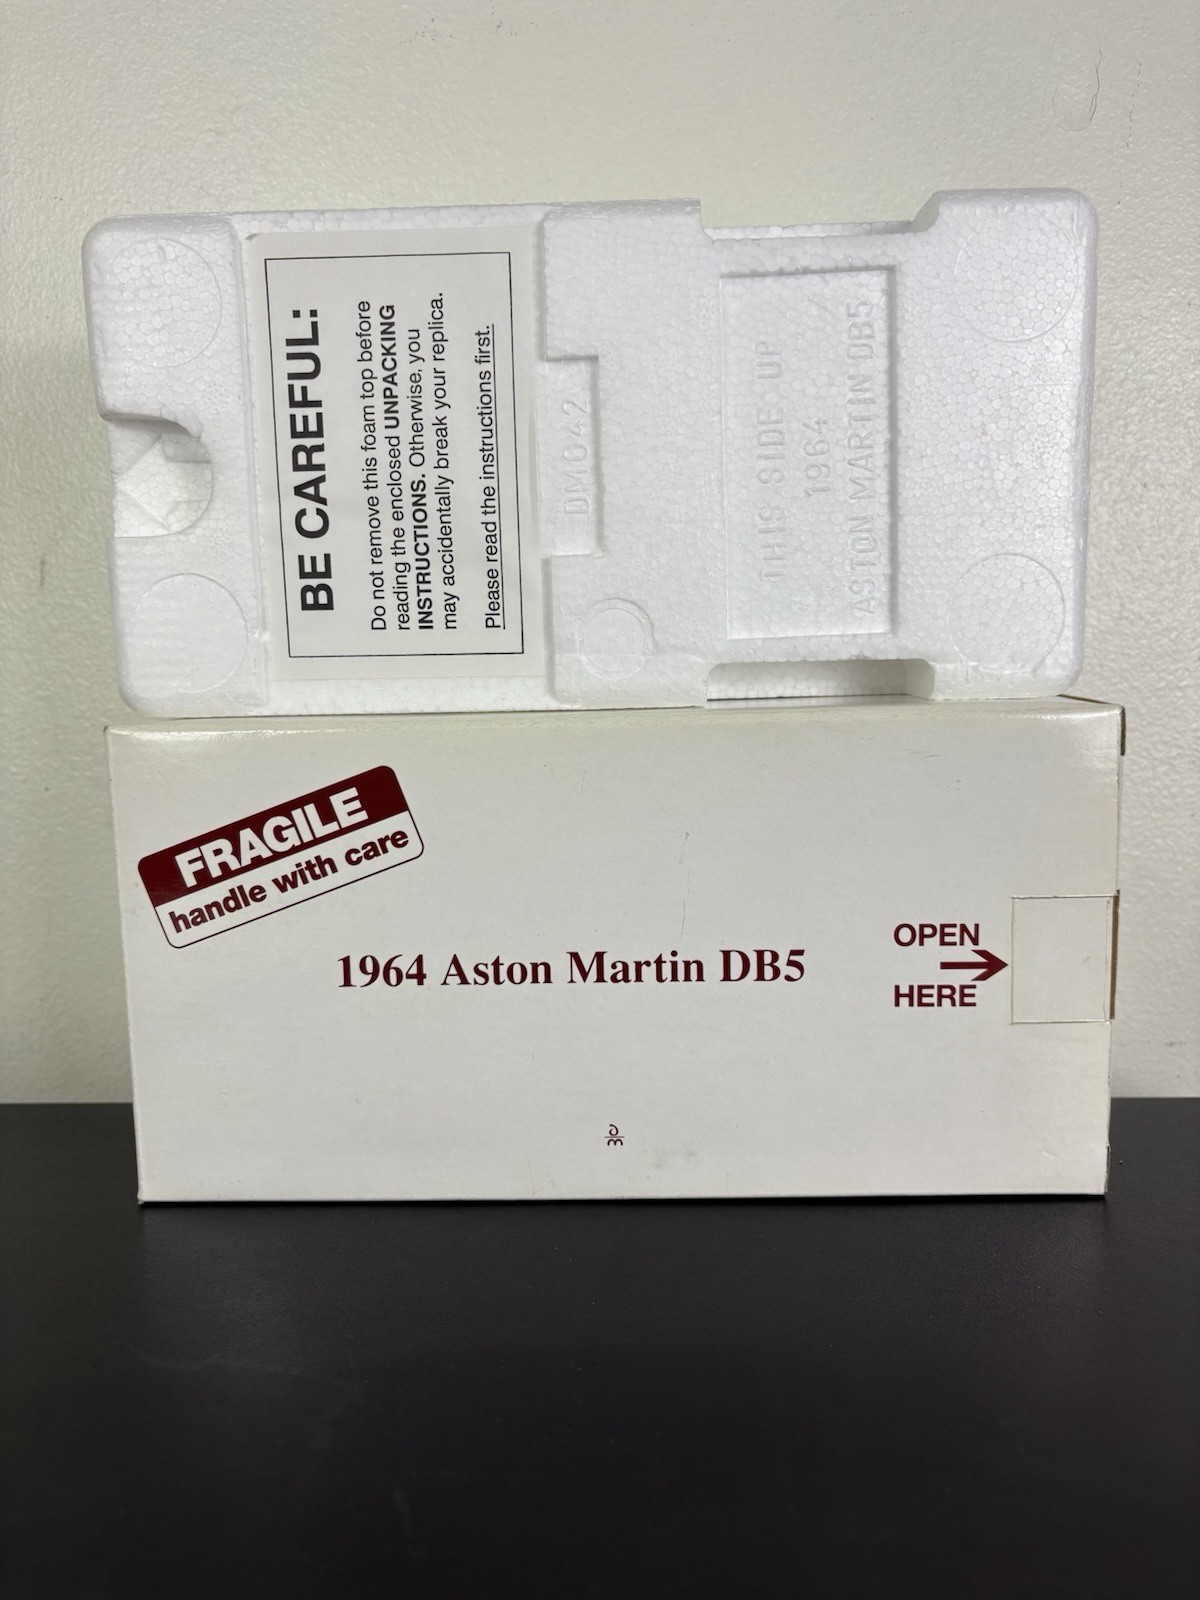 BE CAREFUL:
Do not remove this foam top before
reading the enclosed UNPACKING
INSTRUCTIONS. Otherwise, you
may accidentally break your replica.
Please read the instructions first.
DM042
THIS SIDE UP
1964
ASTON MARTIN DB5
FRAGILE
handle with care
1964 Aston Martin DB5
OPEN
HERE